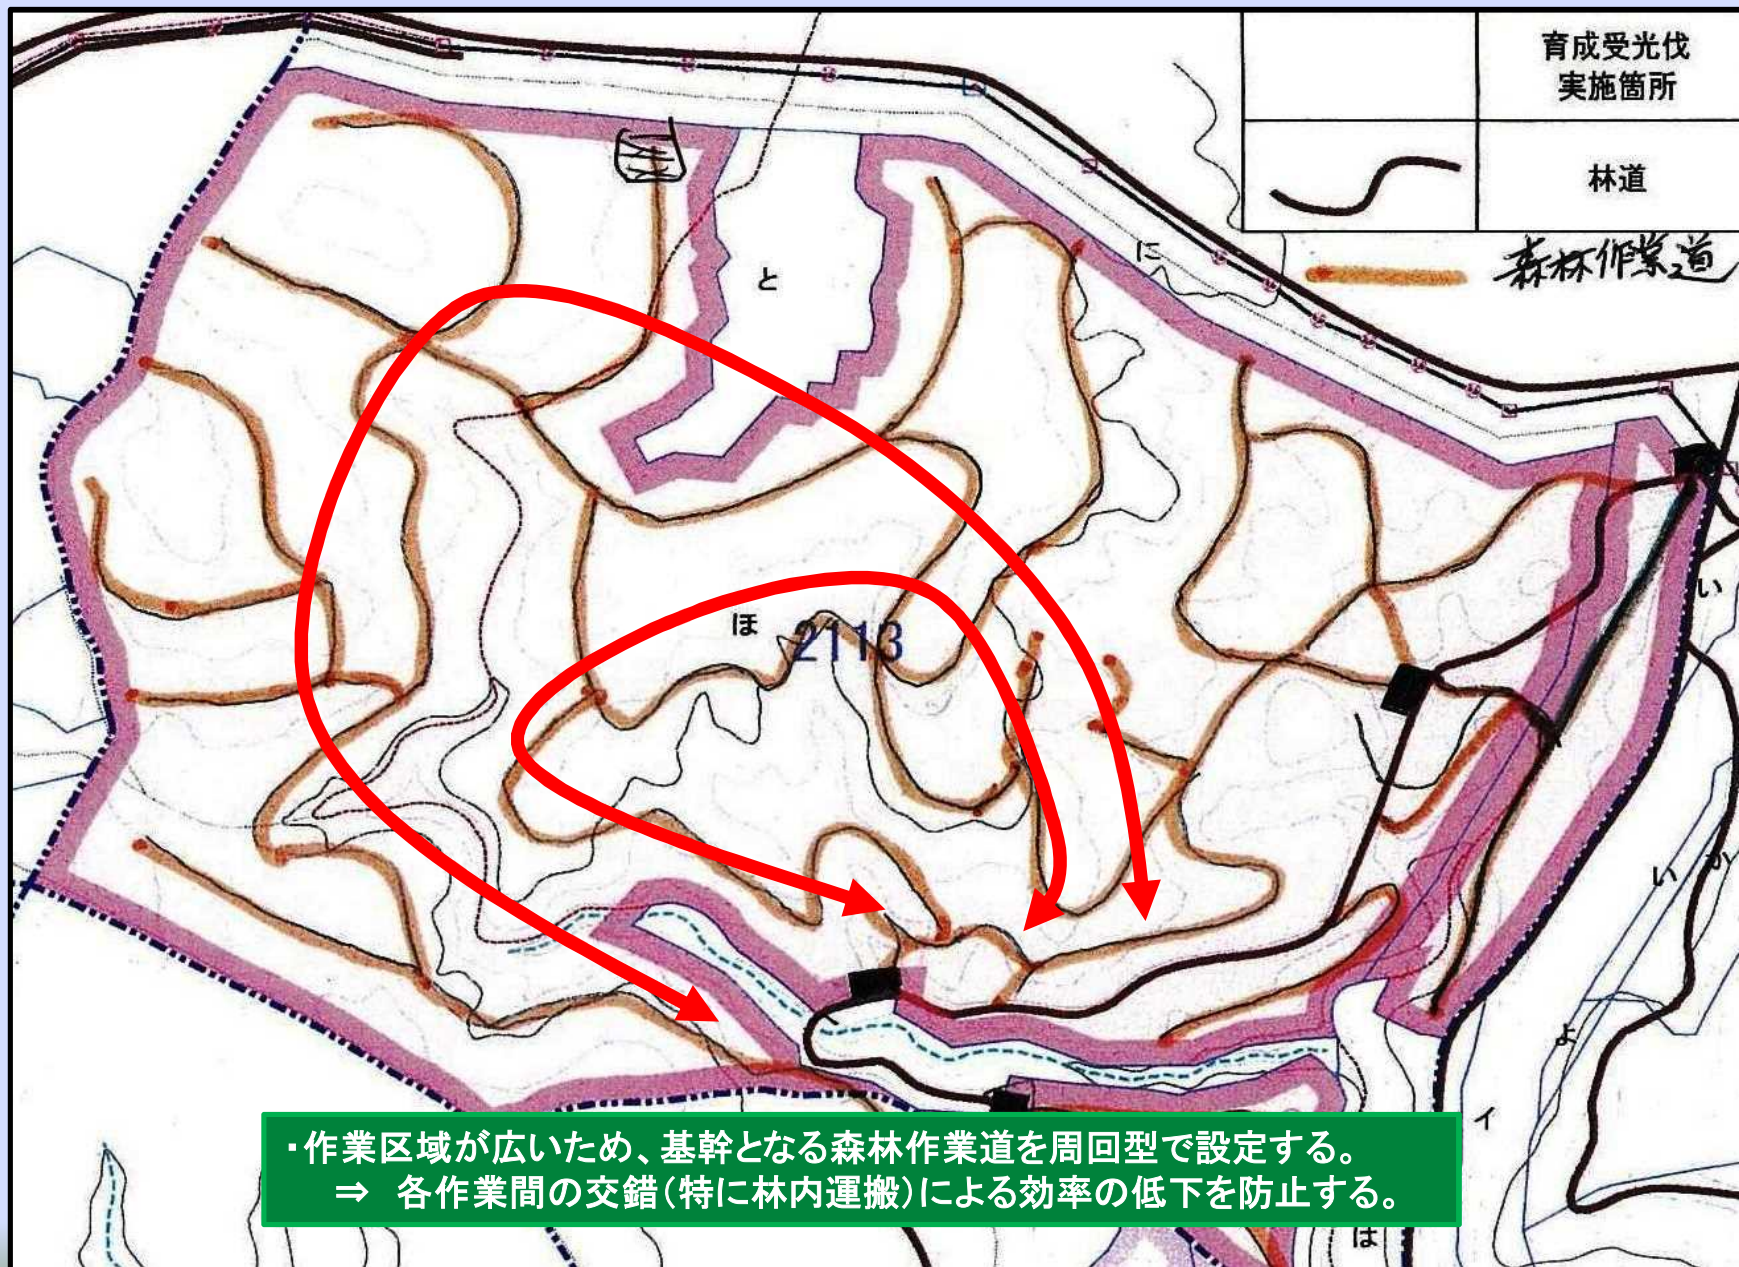 育成受光伐
実施箇所
林道
森林作業道
に
と
ほ
2113
い
い
か
よ
イ
は
・作業区域が広いため、基幹となる森林作業道を周回型で設定する。
⇒ 各作業間の交錯(特に林内運搬)による効率の低下を防止する。